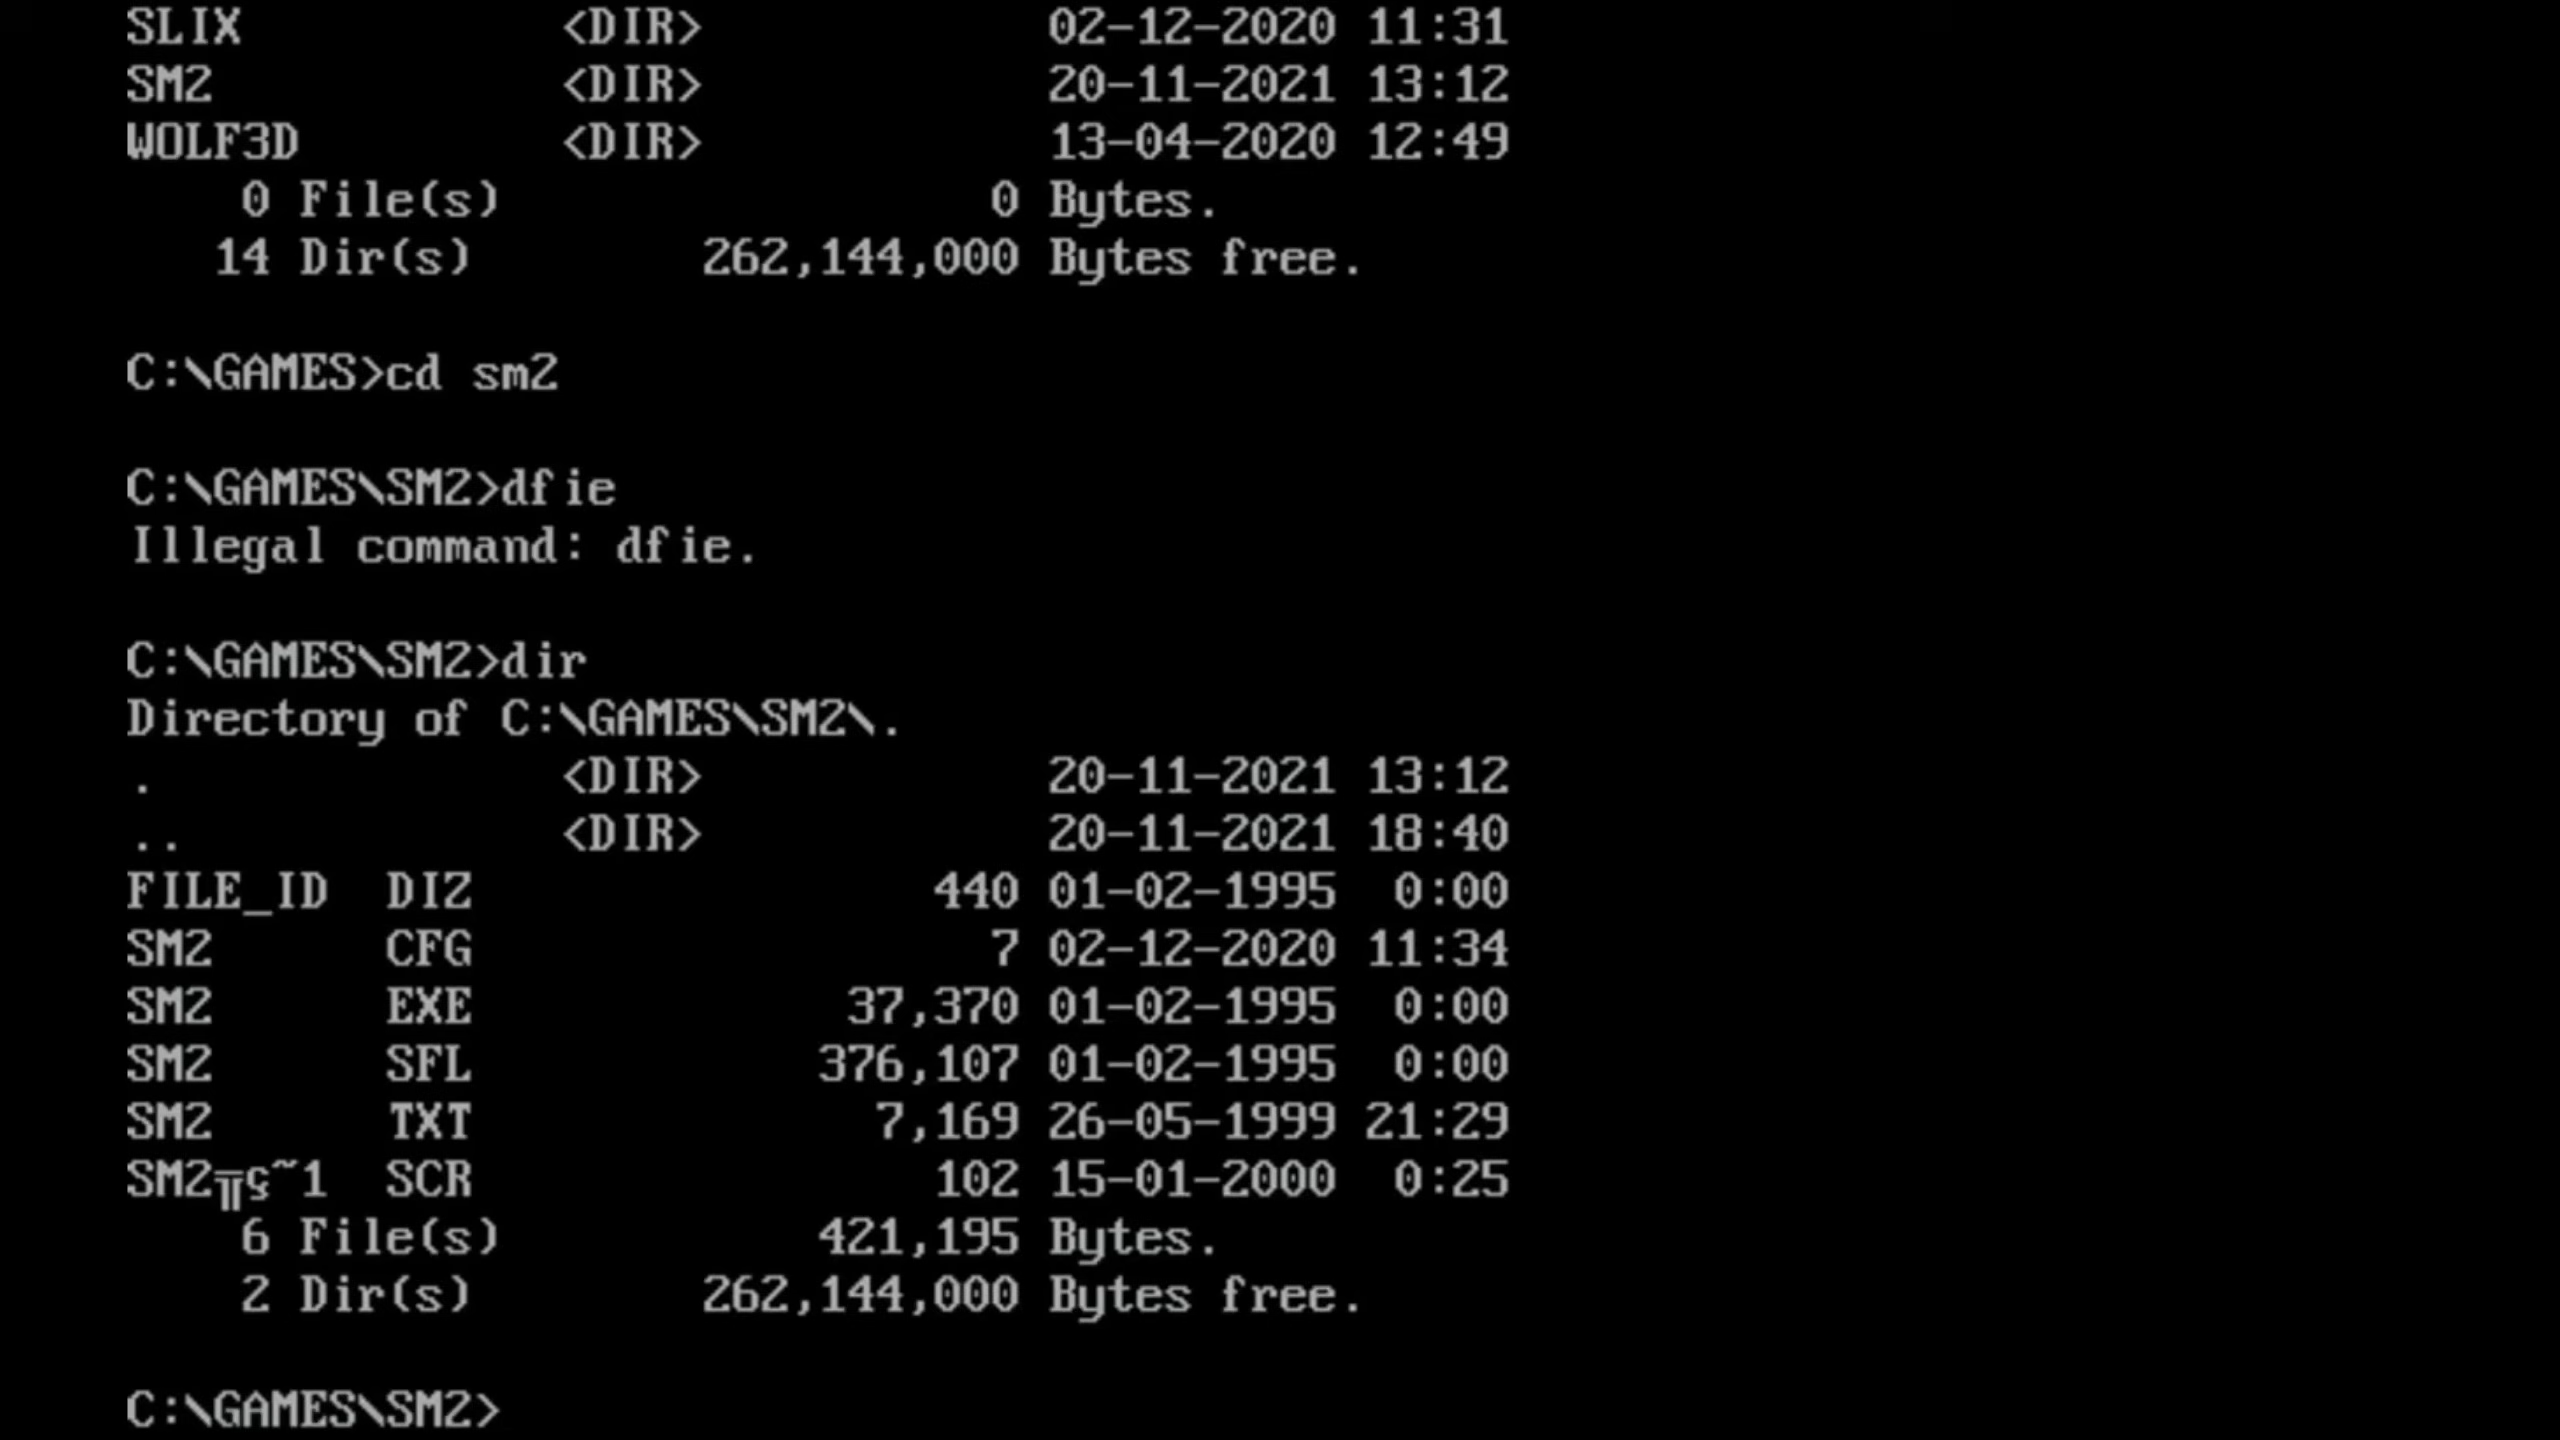 SLIX <DIR> 02-12-2020 11:31
SM2 <DIR> 20-11-2021 13:12
WOLF3D <DIR> 13-04-2020 12:49
0 File(s) 0 Bytes.
14 Dir(s) 262,144,000 Bytes free.
C:\GAMES>cd sm2
C:\GAMES\SM2>dfie
Illegal command: dfie.
C:\GAMES\SM2>dir
Directory of C:\GAMES\SM2\.
. <DIR> 20-11-2021 13:12
.. <DIR> 20-11-2021 18:40
FILE_ID DIZ 440 01-02-1995 0:00
SM2 CFG 7 02-12-2020 11:34
SM2 EXE 37,370 01-02-1995 0:00
SM2 SFL 376,107 01-02-1995 0:00
SM2 TXT 7,169 26-05-1999 21:29
SM2╥ç~1 SCR 102 15-01-2000 0:25
6 File(s) 421,195 Bytes.
2 Dir(s) 262,144,000 Bytes free.
C:\GAMES\SM2>